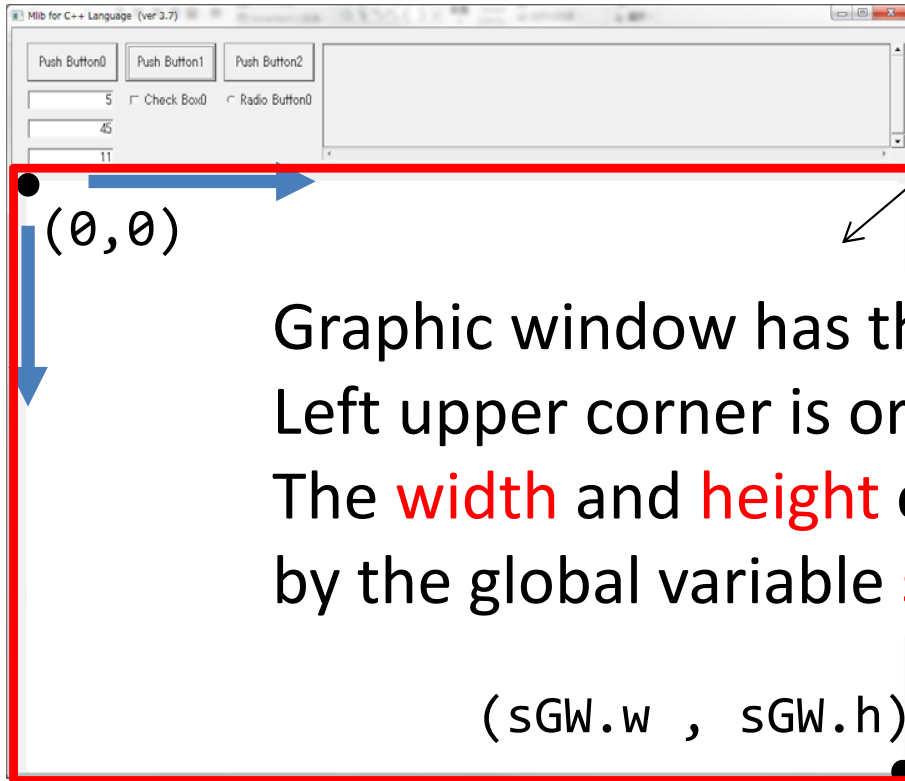 Mlib for C++ Language (ver 3.7)
Push Button0 Push Button1 Push Button2
5 Check Box0 Radio Button0
45
11
(0,0)
Graphic window has th
Left upper corner is or
The width and height
by the global variable
(sGW.w , sGW.h)